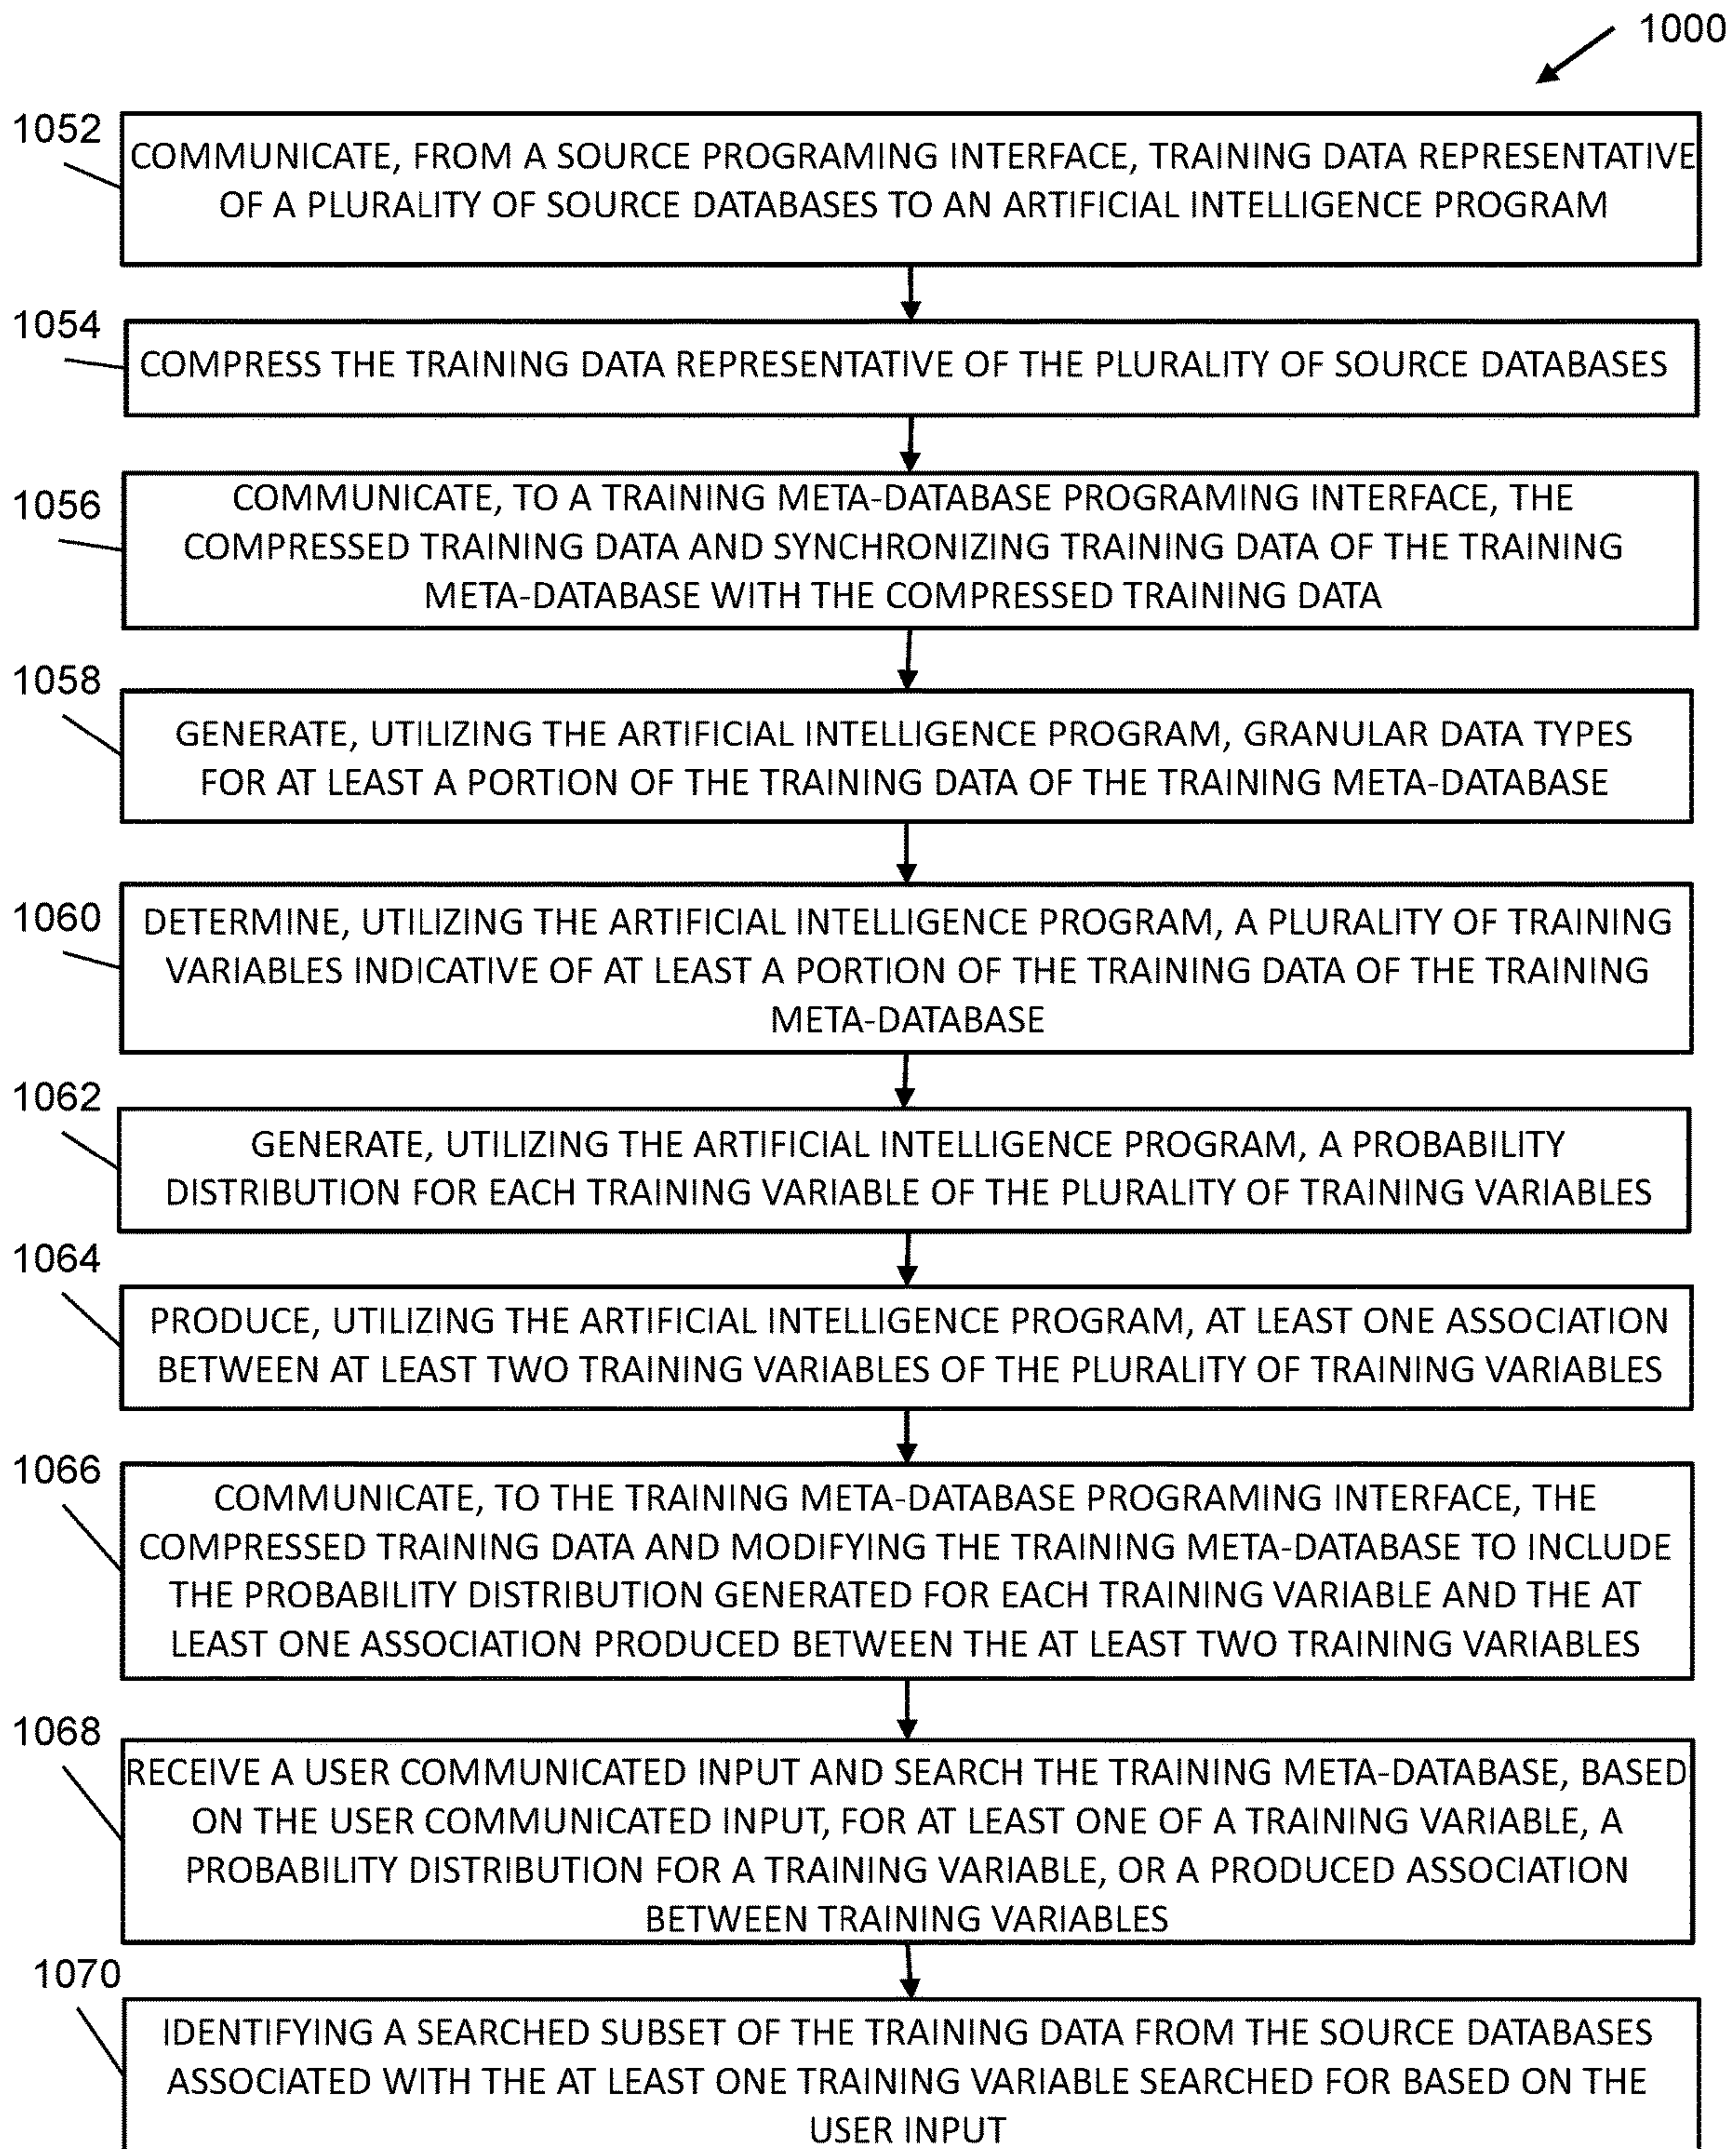 1000
1052
COMMUNICATE, FROM A SOURCE PROGRAMING INTERFACE, TRAINING DATA REPRESENTATIVE
OF A PLURALITY OF SOURCE DATABASES TO AN ARTIFICIAL INTELLIGENCE PROGRAM
1054
COMPRESS THE TRAINING DATA REPRESENTATIVE OF THE PLURALITY OF SOURCE DATABASES
1056
COMMUNICATE, TO A TRAINING META-DATABASE PROGRAMING INTERFACE, THE
COMPRESSED TRAINING DATA AND SYNCHRONIZING TRAINING DATA OF THE TRAINING
META-DATABASE WITH THE COMPRESSED TRAINING DATA
1058
GENERATE, UTILIZING THE ARTIFICIAL INTELLIGENCE PROGRAM, GRANULAR DATA TYPES
FOR AT LEAST A PORTION OF THE TRAINING DATA OF THE TRAINING META-DATABASE
1060
DETERMINE, UTILIZING THE ARTIFICIAL INTELLIGENCE PROGRAM, A PLURALITY OF TRAINING
VARIABLES INDICATIVE OF AT LEAST A PORTION OF THE TRAINING DATA OF THE TRAINING
META-DATABASE
1062
GENERATE, UTILIZING THE ARTIFICIAL INTELLIGENCE PROGRAM, A PROBABILITY
DISTRIBUTION FOR EACH TRAINING VARIABLE OF THE PLURALITY OF TRAINING VARIABLES
1064
PRODUCE, UTILIZING THE ARTIFICIAL INTELLIGENCE PROGRAM, AT LEAST ONE ASSOCIATION
BETWEEN AT LEAST TWO TRAINING VARIABLES OF THE PLURALITY OF TRAINING VARIABLES
1066
COMMUNICATE, TO THE TRAINING META-DATABASE PROGRAMING INTERFACE, THE
COMPRESSED TRAINING DATA AND MODIFYING THE TRAINING META-DATABASE TO INCLUDE
THE PROBABILITY DISTRIBUTION GENERATED FOR EACH TRAINING VARIABLE AND THE AT
LEAST ONE ASSOCIATION PRODUCED BETWEEN THE AT LEAST TWO TRAINING VARIABLES
1068
RECEIVE A USER COMMUNICATED INPUT AND SEARCH THE TRAINING META-DATABASE, BASED
ON THE USER COMMUNICATED INPUT, FOR AT LEAST ONE OF A TRAINING VARIABLE, A
PROBABILITY DISTRIBUTION FOR A TRAINING VARIABLE, OR A PRODUCED ASSOCIATION
BETWEEN TRAINING VARIABLES
1070
IDENTIFYING A SEARCHED SUBSET OF THE TRAINING DATA FROM THE SOURCE DATABASES
ASSOCIATED WITH THE AT LEAST ONE TRAINING VARIABLE SEARCHED FOR BASED ON THE
USER INPUT